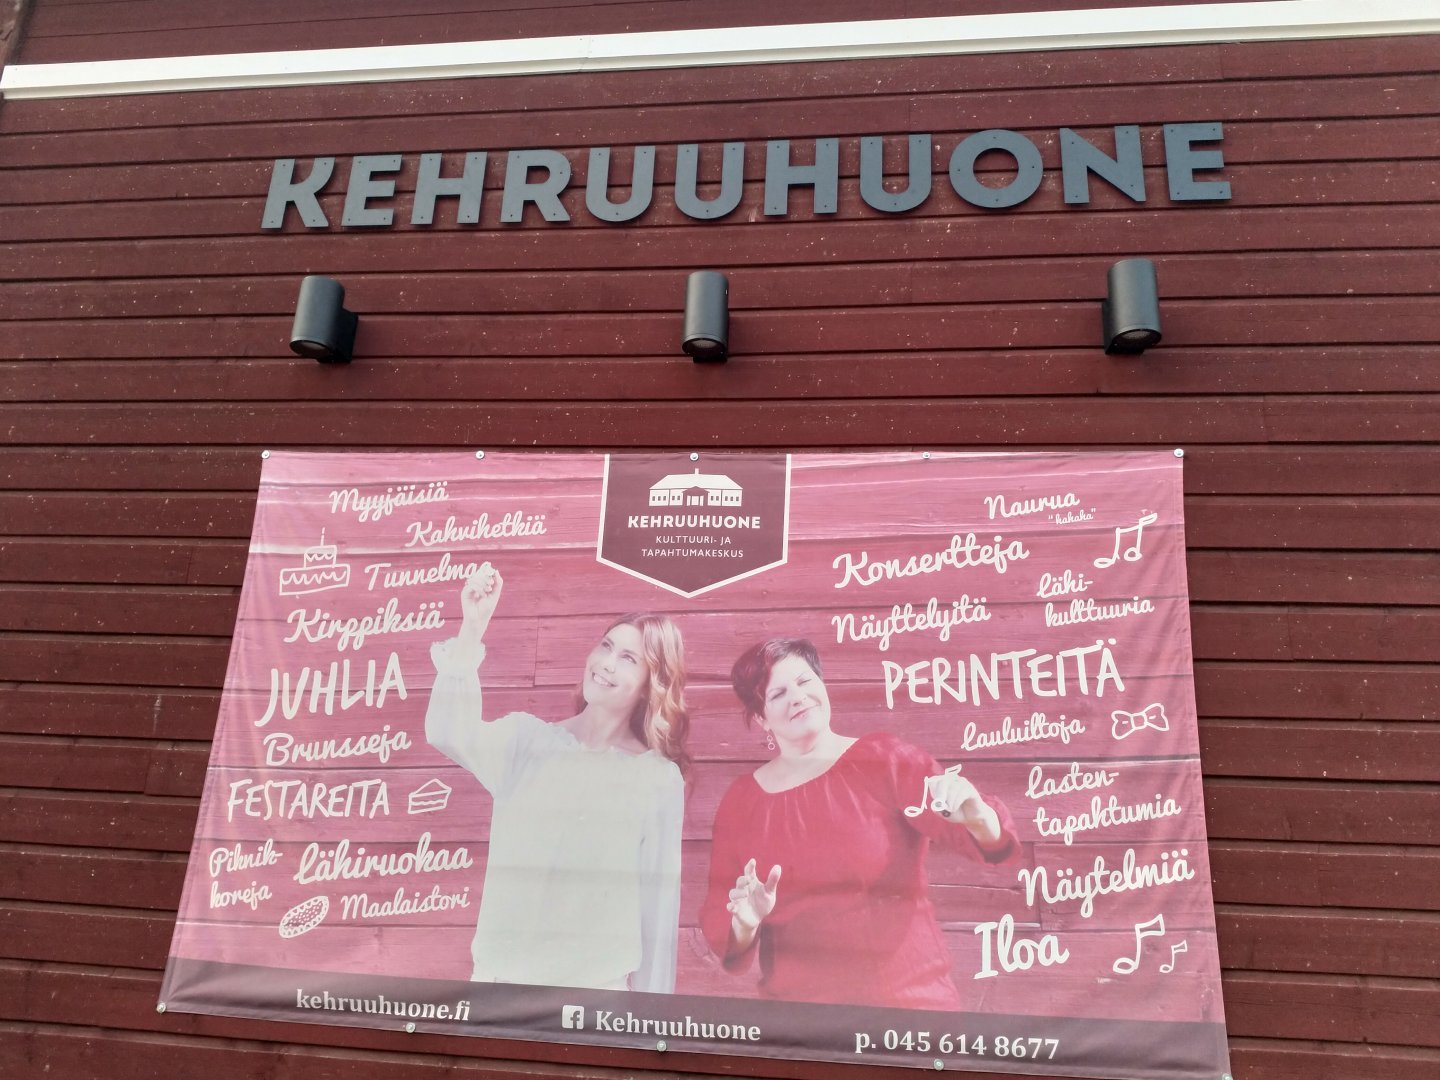 KEHRUUHUONE
KEHRUUHUONE
KULTTUURI- JA
TAPAHTUMAKESKUS
Myyjäisiä
Kahvihetkiä
Tunnelmaa
Kirppiksiä
JUHLIA
Brunsseja
FESTAREITA
Piknik-
koreja
Lähiruokaa
Maalaistori
Naurua
"hahaha"
Konsertteja
Lähi-
kulttuuria
Näyttelyitä
PERINTEITÄ
Lauluiltoja
Lasten-
tapahtumia
Näytelmiä
Iloa
kehruuhuone.fi
f Kehruuhuone
p. 045 614 8677